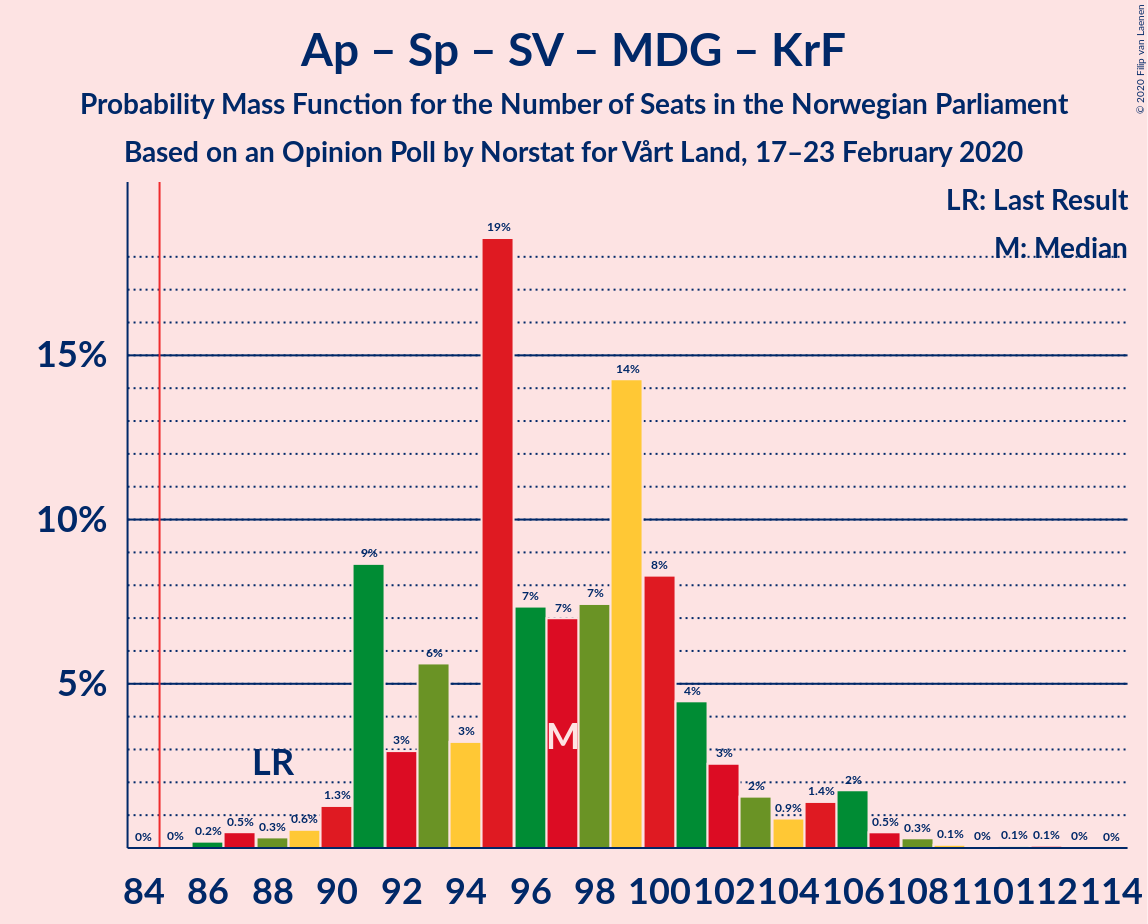 Ap – Sp – SV – MDG – KrF
Probability Mass Function for the Number of Seats in the Norwegian Parliament
Based on an Opinion Poll by Norstat for Vårt Land, 17–23 February 2020
© 2020 Filip van Laenen
LR: Last Result
M: Median
15%
10%
5%
0% 0% 0.2% 0.5% 0.3% 0.6% 1.3% 9% 3% 6% 3% 19% 7% 7% 7% 14% 8% 4% 3% 2% 0.9% 1.4% 2% 0.5% 0.3% 0.1% 0% 0.1% 0.1% 0% 0%
LR
M
84 86 88 90 92 94 96 98 100 102 104 106 108 110 112 114